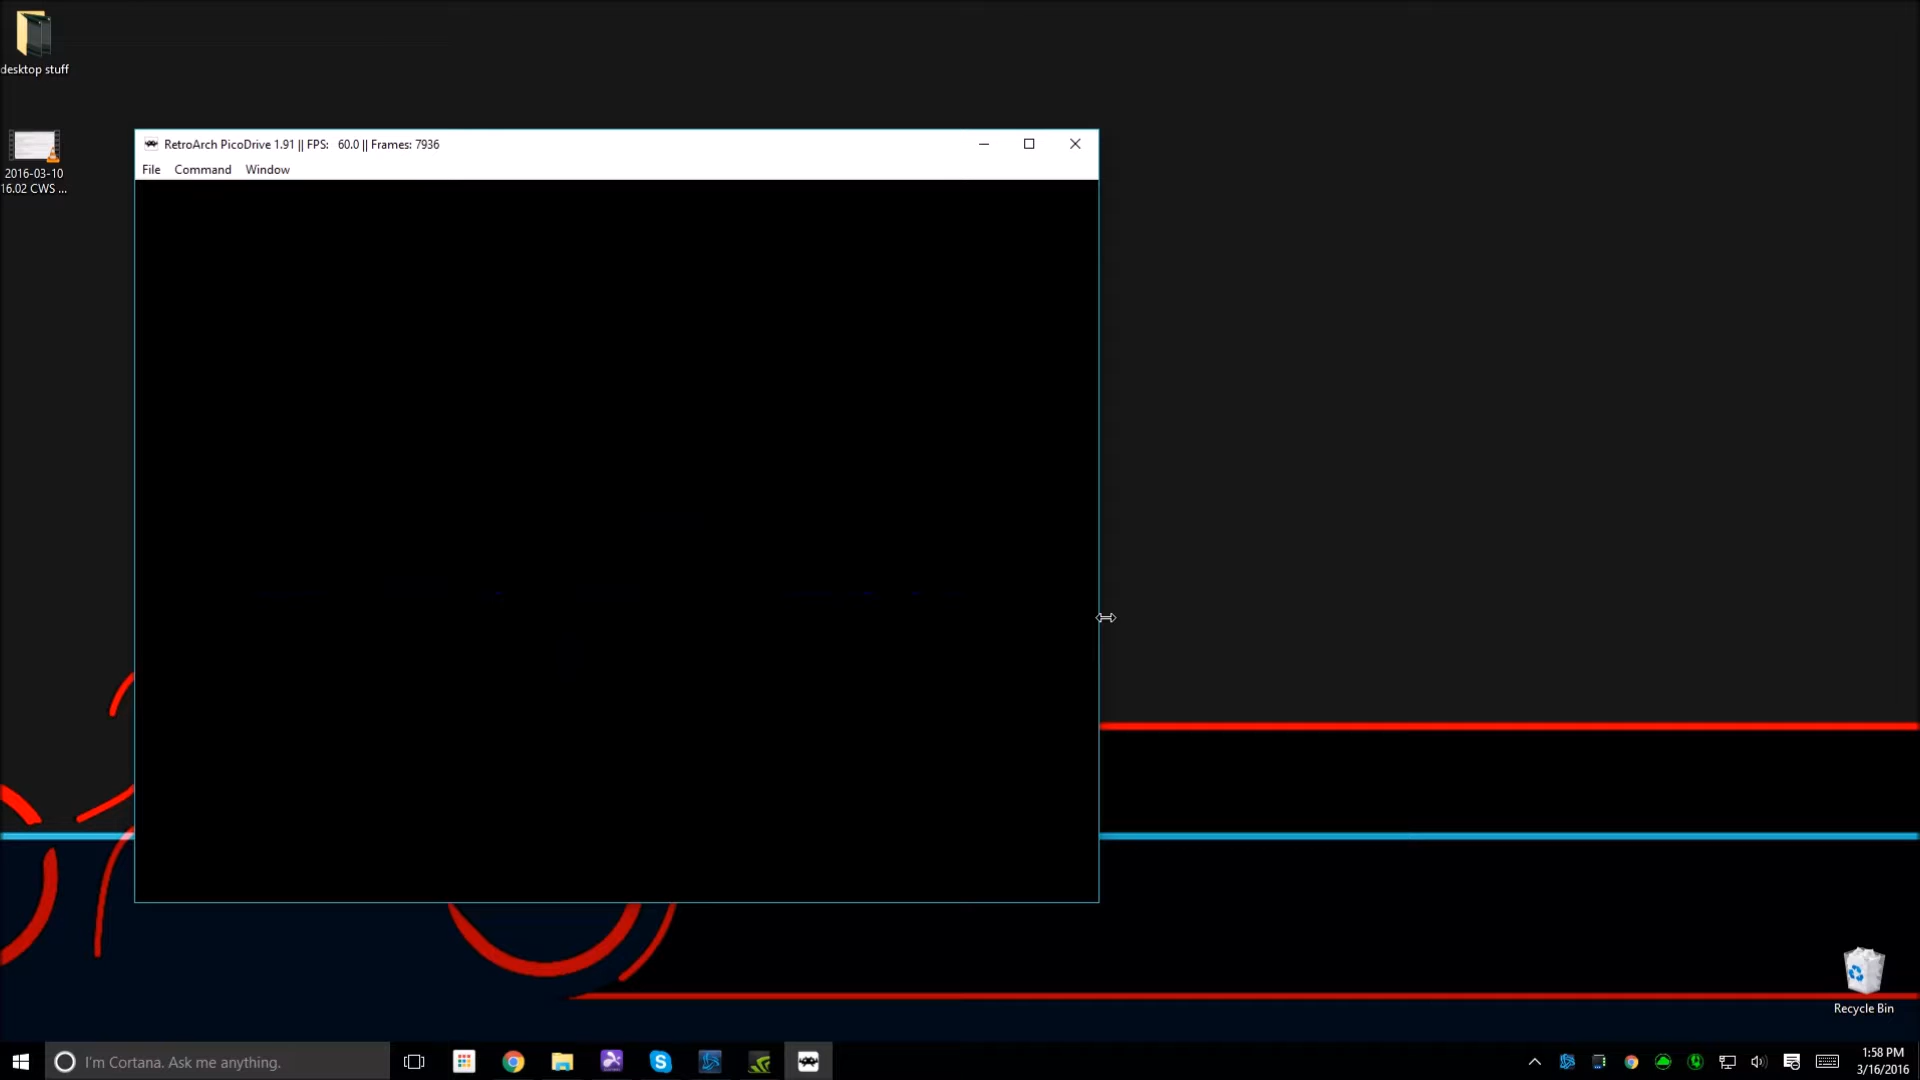 desktop stuff
2016-03-10
16.02 CWS ...
RetroArch PicoDrive 1.91 || FPS: 60.0 || Frames: 7936
File Command Window
Recycle Bin
I'm Cortana. Ask me anything.
1:58 PM
3/16/2016